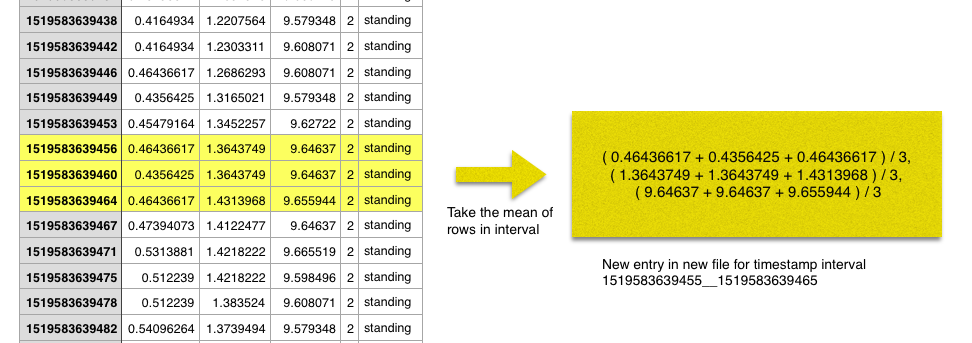 1519583639438 0.4164934 1.2207564 9.579348 2 standing
1519583639442 0.4164934 1.2303311 9.608071 2 standing
1519583639446 0.46436617 1.2686293 9.608071 2 standing
1519583639449 0.4356425 1.3165021 9.579348 2 standing
1519583639453 0.45479164 1.3452257 9.62722 2 standing
1519583639456 0.46436617 1.3643749 9.64637 2 standing
1519583639460 0.4356425 1.3643749 9.64637 2 standing
1519583639464 0.46436617 1.4313968 9.655944 2 standing
1519583639467 0.47394073 1.4122477 9.64637 2 standing
1519583639471 0.5313881 1.4218222 9.665519 2 standing
1519583639475 0.512239 1.4218222 9.598496 2 standing
1519583639478 0.512239 1.383524 9.608071 2 standing
1519583639482 0.54096264 1.3739494 9.579348 2 standing
Take the mean of
rows in interval
( 0.46436617 + 0.4356425 + 0.46436617 ) / 3,
( 1.3643749 + 1.3643749 + 1.4313968 ) / 3,
( 9.64637 + 9.64637 + 9.655944 ) / 3
New entry in new file for timestamp interval
1519583639455__1519583639465